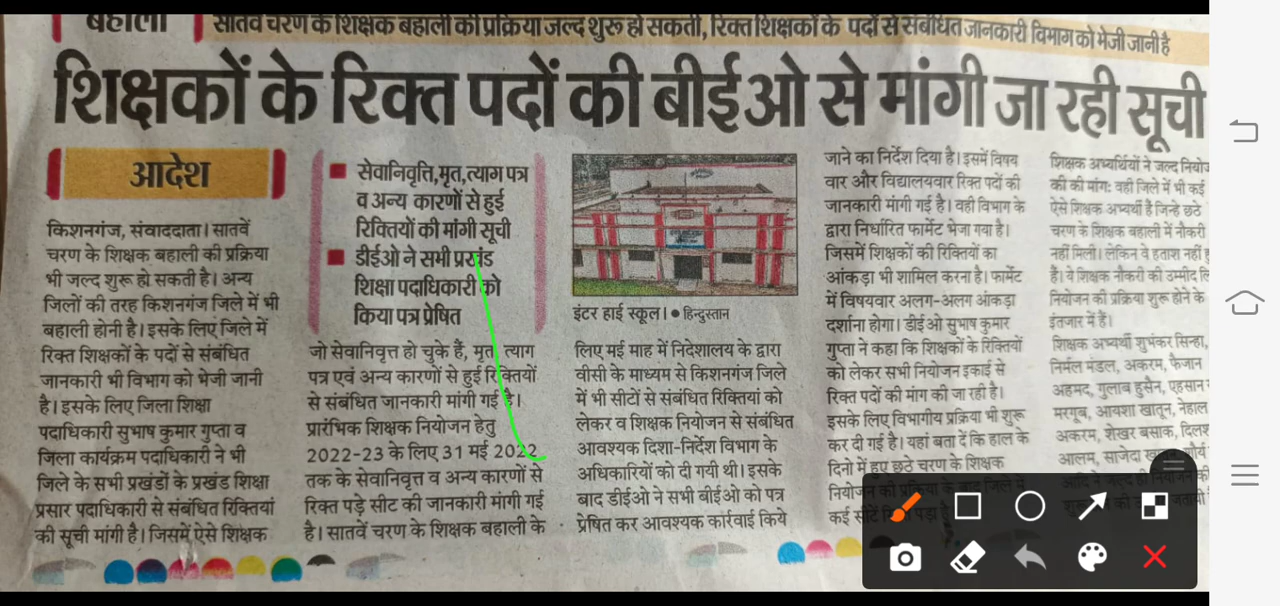 बहाली
सातवें चरण के शिक्षक बहाली की प्रक्रिया जल्द शुरू हो सकती, रिक्त शिक्षकों के पदों से संबंधित जानकारी विभाग को भेजी जानी है
शिक्षकों के रिक्त पदों की बीईओ से मांगी जा रही सूची
आदेश
किशनगंज, संवाददाता। सातवें
चरण के शिक्षक बहाली की प्रक्रिया
भी जल्द शुरू हो सकती है। अन्य
जिलों की तरह किशनगंज जिले में भी
बहाली होनी है। इसके लिए जिले में
रिक्त शिक्षकों के पदों से संबंधित
जानकारी भी विभाग को भेजी जानी
है। इसके लिए जिला शिक्षा
पदाधिकारी सुभाष कुमार गुप्ता व
जिला कार्यक्रम पदाधिकारी ने भी
जिले के सभी प्रखंडों के प्रखंड शिक्षा
प्रसार पदाधिकारी से संबंधित रिक्तियां
की सूची मांगी है। जिसमें ऐसे शिक्षक
सेवानिवृत्ति,मृत,त्याग पत्र
व अन्य कारणों से हुई
रिक्तियों की मांगी सूची
डीईओ ने सभी प्रखंड
शिक्षा पदाधिकारी को
किया पत्र प्रेषित
जो सेवानिवृत्त हो चुके हैं, मृत त्याग
पत्र एवं अन्य कारणों से हुई रिक्तियों
से संबंधित जानकारी मांगी गई है।
प्रारंभिक शिक्षक नियोजन हेतु
2022-23 के लिए 31 मई 2022
तक के सेवानिवृत्त व अन्य कारणों से
रिक्त पड़े सीट की जानकारी मांगी गई
है। सातवें चरण के शिक्षक बहाली के
इंटर हाई स्कूल। ● हिन्दुस्तान
लिए मई माह में निदेशालय के द्वारा
वीसी के माध्यम से किशनगंज जिले
में भी सीटों से संबंधित रिक्तियां को
लेकर व शिक्षक नियोजन से संबंधित
आवश्यक दिशा-निर्देश विभाग के
अधिकारियों को दी गयी थी। इसके
बाद डीईओ ने सभी बीईओ को पत्र
प्रेषित कर आवश्यक कार्रवाई किये
जाने का निर्देश दिया है। इसमें विषय
वार और विद्यालयवार रिक्त पदों की
जानकारी मांगी गई है। वहीं विभाग के
द्वारा निर्धारित फार्मेट भेजा गया है।
जिसमें शिक्षकों की रिक्तियों का
आंकड़ा भी शामिल करना है। फार्मेट
में विषयवार अलग-अलग आंकड़ा
दर्शाना होगा। डीईओ सुभाष कुमार
गुप्ता ने कहा कि शिक्षकों के रिक्तियों
को लेकर सभी नियोजन इकाई से
रिक्त पदों की मांग की जा रही है।
इसके लिए विभागीय प्रक्रिया भी शुरू
कर दी गई है। यहां बता दें कि हाल के
दिनो में हुए छठे चरण के शिक्षक
नियोजन की प्रक्रिया के बाद जिले में
कई सीटें
शिक्षक अभ्यर्थियों ने जल्द
की की मांग: वहीं जिले में भी कई
ऐसे शिक्षक अभ्यर्थी है जिन्हे छठे
चरण के शिक्षक बहाली में नौकरी
नहीं मिली। लेकिन वे हताश नहीं
है। वे शिक्षक नौकरी की उम्मीद
नियोजन की प्रक्रिया शुरू होने के
इंतजार में हैं।
शिक्षक अभ्यर्थी शुभंकर सिन्हा,
निर्मल मंडल, अकरम, फैजान
अहमद, गुलाब हुसैन, एहसान
मरगूब, आयशा खातून, नेहाल
अकरम, शेखर बसाक,
आलम, साजेदा